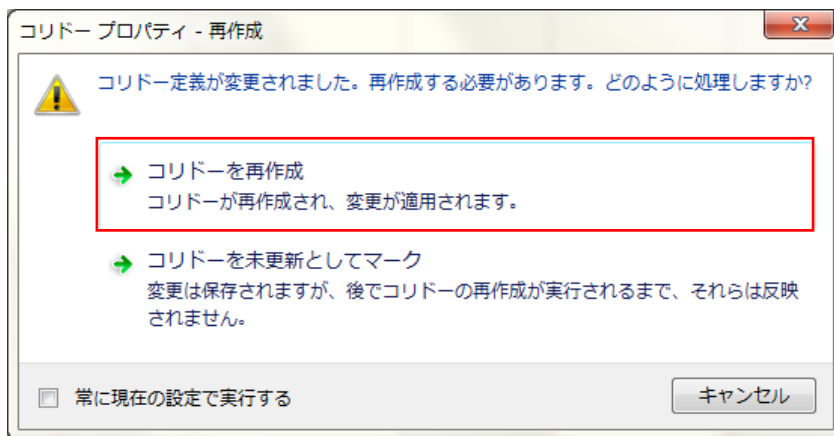 コリドー プロパティ - 再作成
コリドー定義が変更されました。再作成する必要があります。どのように処理しますか?
コリドーを再作成
コリドーが再作成され、変更が適用されます。
コリドーを未更新としてマーク
変更は保存されますが、後でコリドーの再作成が実行されるまで、それらは反映
されません。
常に現在の設定で実行する
キャンセル